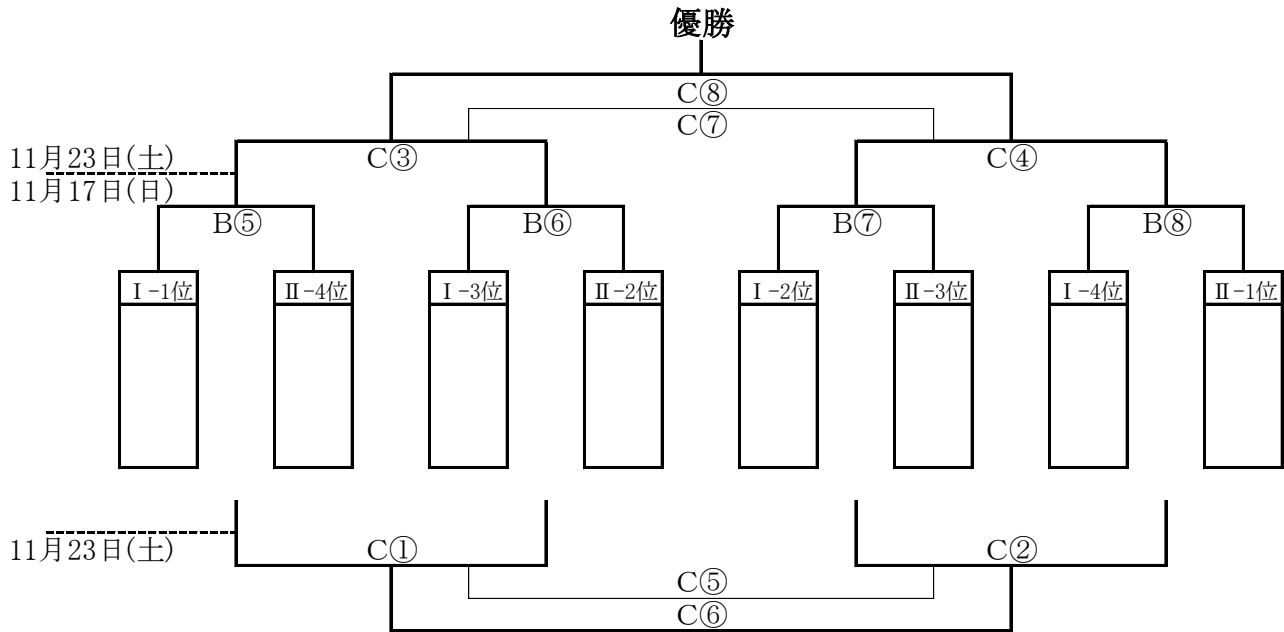 優勝
C⑧
C⑦
11月23日(土)
C③
C④
11月17日(日)
B⑤
B⑥
B⑦
B⑧
Ⅰ-1位
Ⅱ-4位
Ⅰ-3位
Ⅱ-2位
Ⅰ-2位
Ⅱ-3位
Ⅰ-4位
Ⅱ-1位
11月23日(土)
C①
C②
C⑤
C⑥